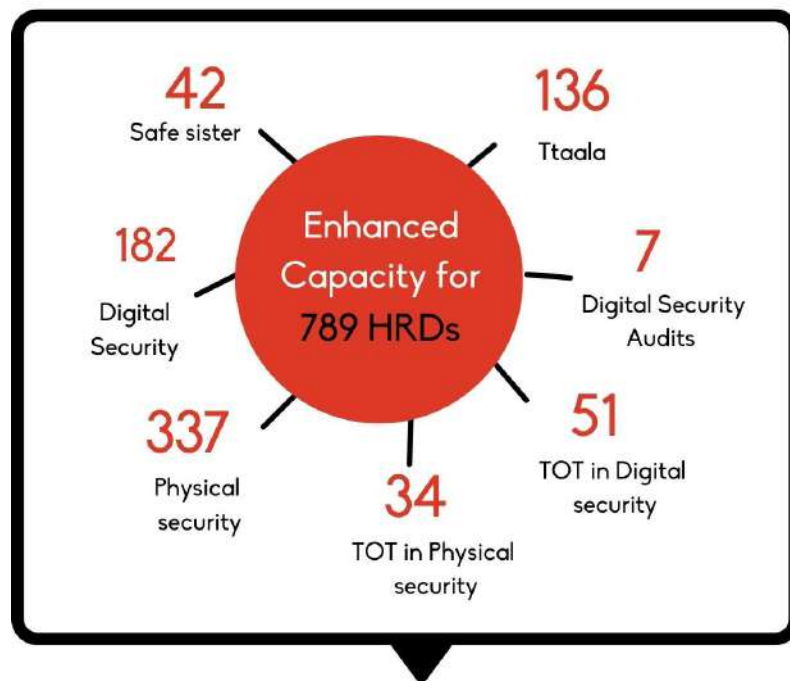 Enhanced
Capacity for
789 HRDs
42
Safe sister
136
Ttaala
182
Digital
Security
7
Digital Security
Audits
337
Physical
security
34
TOT in Physical
security
51
TOT in Digital
security